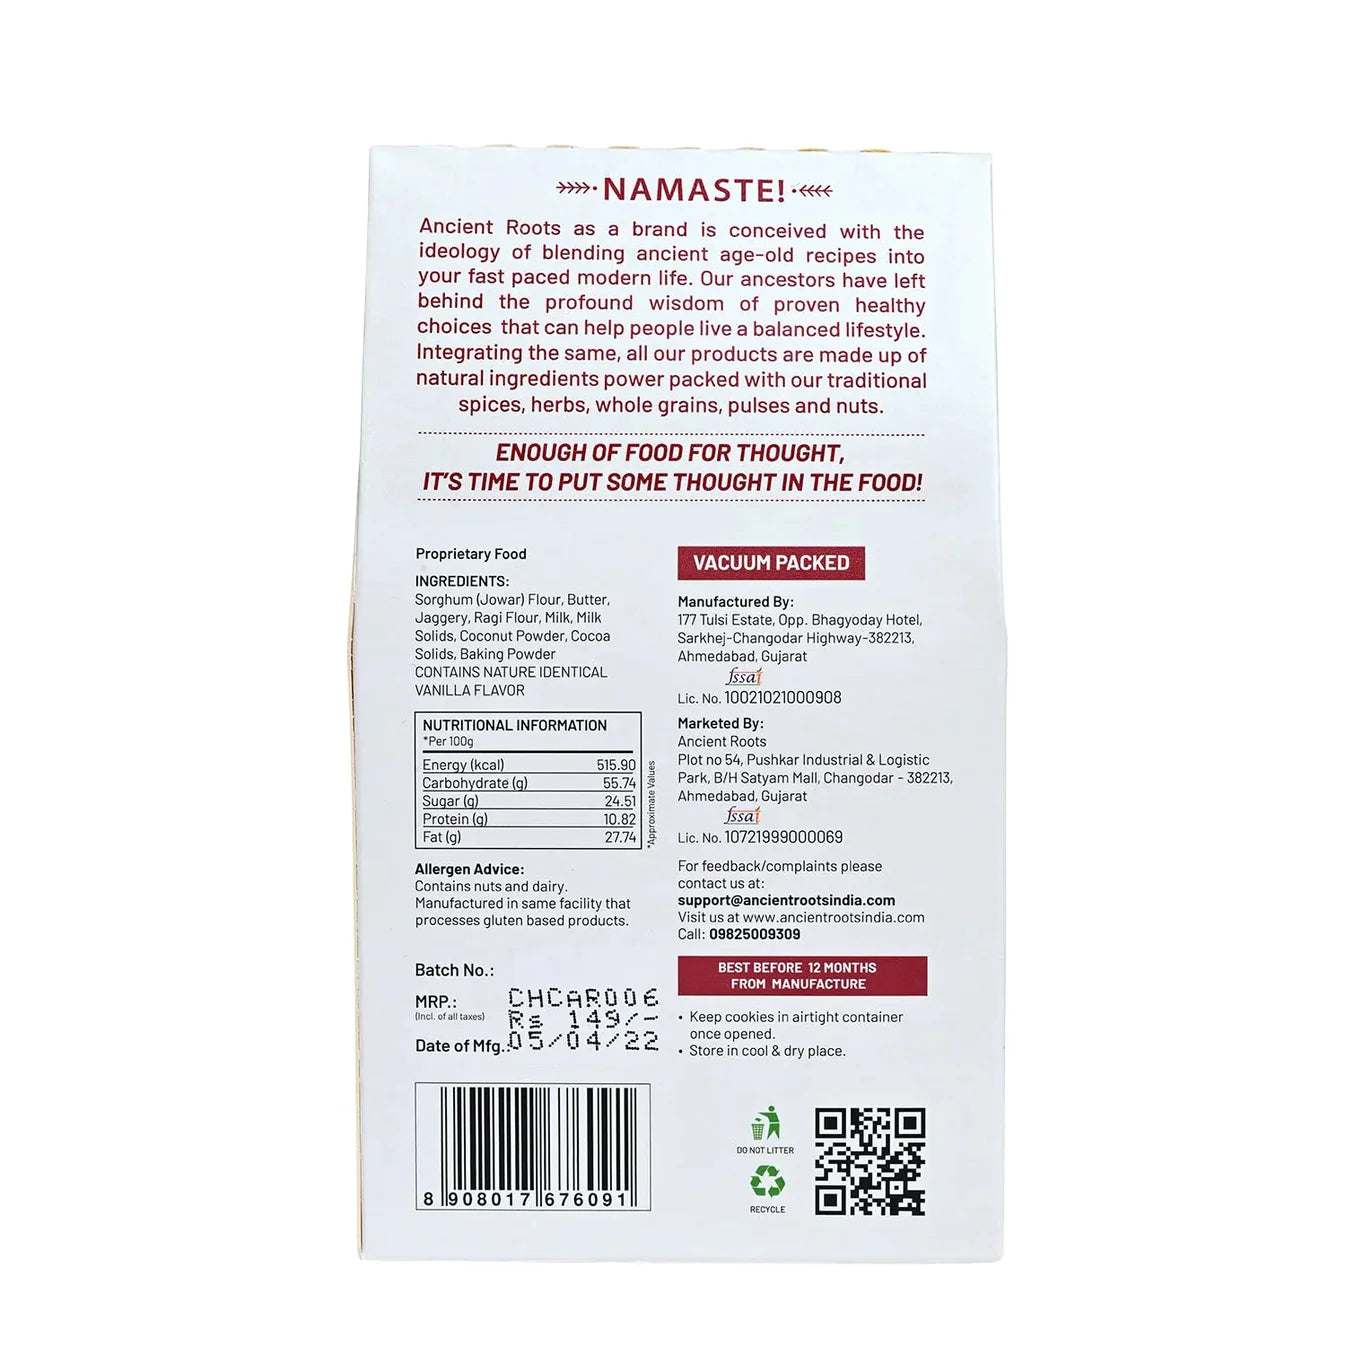 NAMASTE!
Ancient Roots as a brand is conceived with the
ideology of blending ancient age-old recipes into
your fast paced modern life. Our ancestors have left
behind the profound wisdom of proven healthy
choices that can help people live a balanced lifestyle.
Integrating the same, all our products are made up of
natural ingredients power packed with our traditional
spices, herbs, whole grains, pulses and nuts.
ENOUGH OF FOOD FOR THOUGHT,
IT'S TIME TO PUT SOME THOUGHT IN THE FOOD!
Proprietary Food
INGREDIENTS:
Sorghum (Jowar) Flour, Butter,
Jaggery, Ragi Flour, Milk, Milk
Solids, Coconut Powder, Cocoa
Solids, Baking Powder
CONTAINS NATURE IDENTICAL
VANILLA FLAVOR
NUTRITIONAL INFORMATION
*Per 100g
Energy (kcal) 515.90
Carbohydrate (g) 55.74
Sugar (g) 24.51
Protein (g) 10.82
Fat (g) 27.74
*Approximate Values
Allergen Advice:
Contains nuts and dairy.
Manufactured in same facility that
processes gluten based products.
Batch No.: CHCAR006
MRP.: Rs 149/-
(Incl. of all taxes)
Date of Mfg.: 05/04/22
8 908017 676091
VACUUM PACKED
Manufactured By:
177 Tulsi Estate, Opp. Bhagyoday Hotel,
Sarkhej-Changodar Highway-382213,
Ahmedabad, Gujarat
fssai
Lic. No. 10021021000908
Marketed By:
Ancient Roots
Plot no 54, Pushkar Industrial & Logistic
Park, B/H Satyam Mall, Changodar - 382213,
Ahmedabad, Gujarat
fssai
Lic. No. 10721999000069
For feedback/complaints please
contact us at:
support@ancientrootsindia.com
Visit us at www.ancientrootsindia.com
Call: 09825009309
BEST BEFORE 12 MONTHS
FROM MANUFACTURE
• Keep cookies in airtight container
once opened.
• Store in cool & dry place.
DO NOT LITTER
RECYCLE